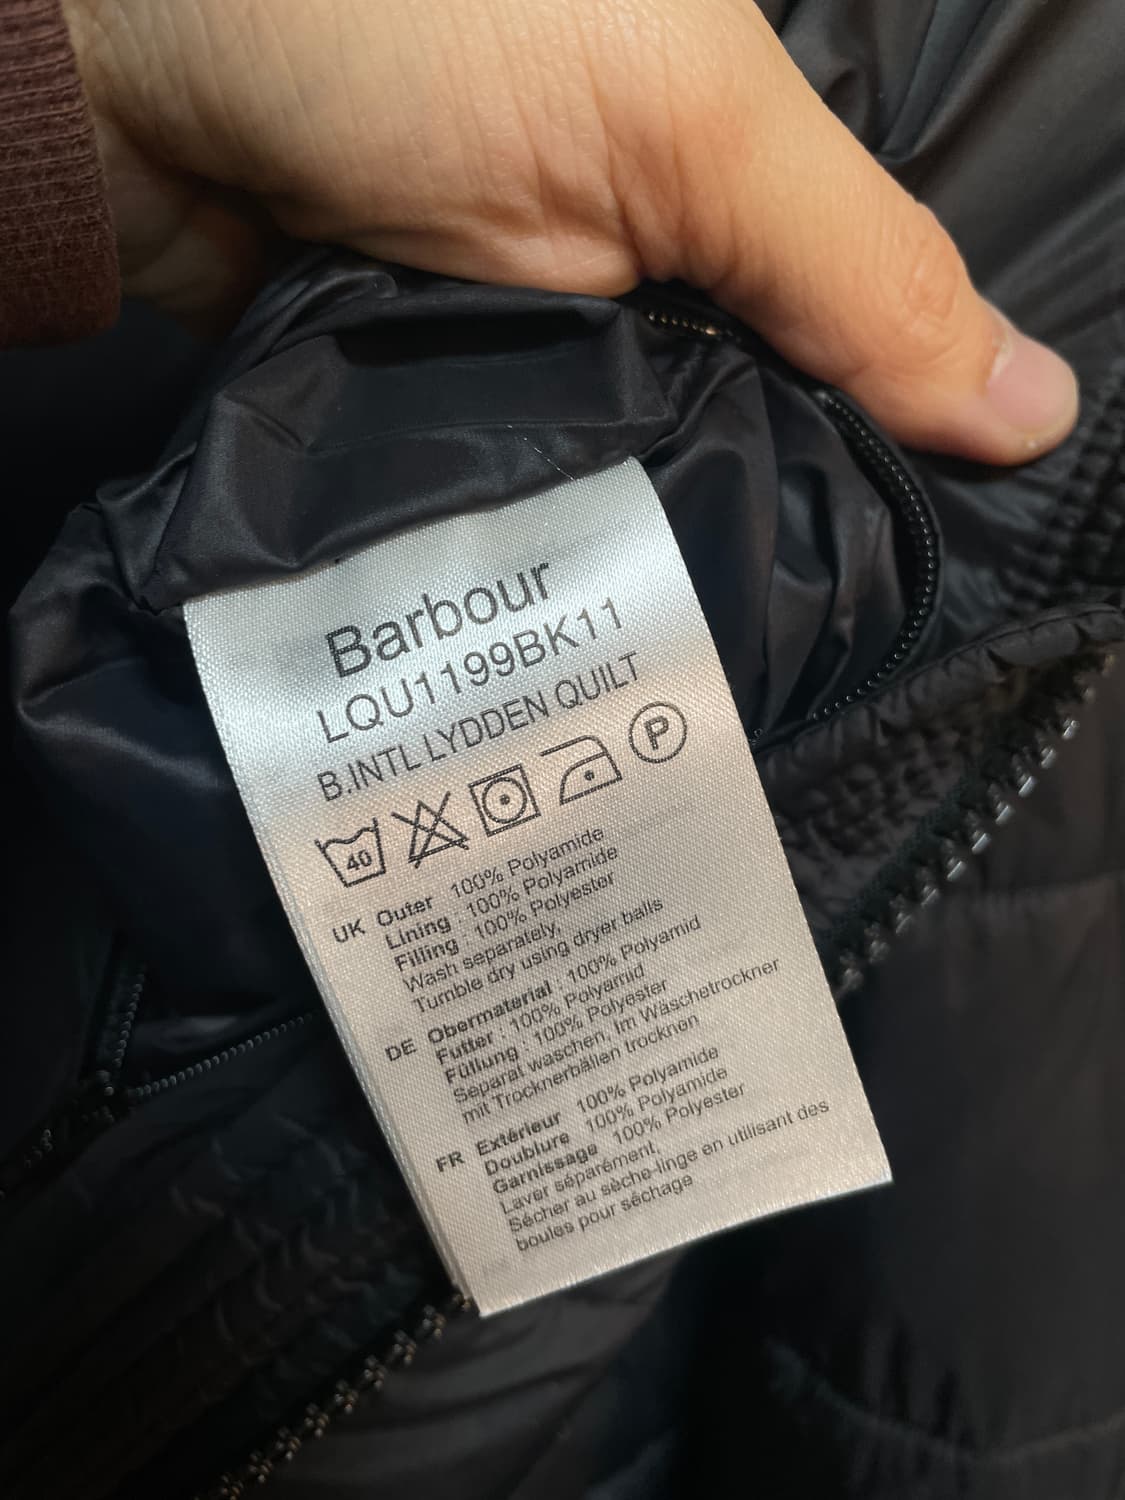 Barbour
LQU1199BK11
B.INTL LYDDEN QUILT
40 P
UK Outer 100% Polyamide
Lining : 100% Polyamide
Filling : 100% Polyester
Wash separately,
Tumble dry using dryer balls
DE Obermaterial : 100% Polyamid
Futter : 100% Polyamid
Füllung : 100% Polyester
Separat waschen, Im Wäschetrockner
mit Trocknerbällen trocknen
FR Extérieur 100% Polyamide
Doublure 100% Polyamide
Garnissage 100% Polyester
Laver séparément,
Sécher au sèche-linge en utilisant des
boules pour séchage